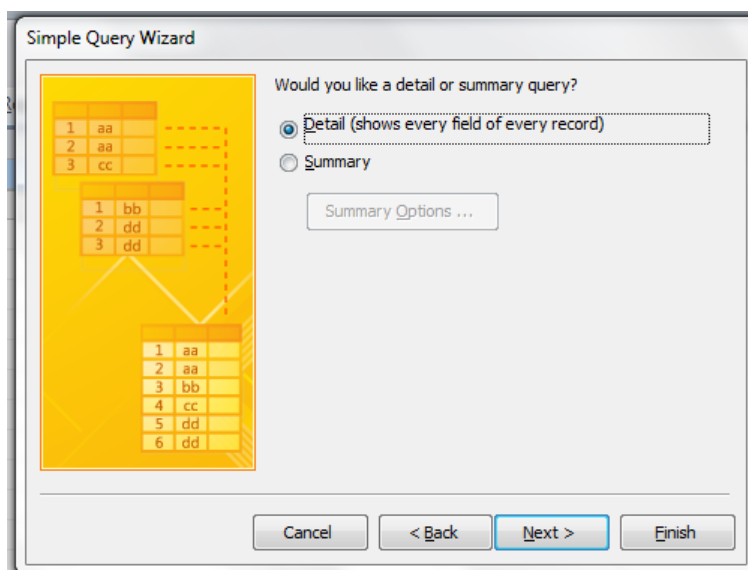 Simple Query Wizard
Would you like a detail or summary query?
Detail (shows every field of every record)
Summary
Summary Options ...
1 aa
2 aa
3 cc
1 bb
2 dd
3 dd
1 aa
2 aa
3 bb
4 cc
5 dd
6 dd
Cancel
< Back
Next >
Finish